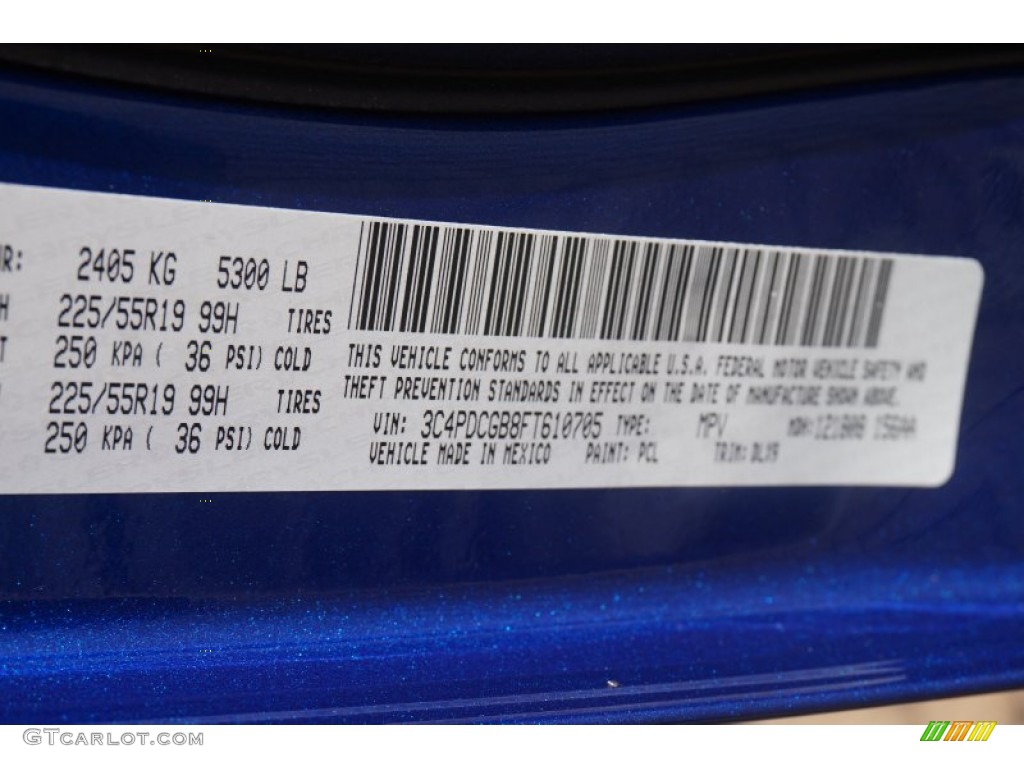 2405 KG 5300 LB
225/55R19 99H TIRES
250 KPA ( 36 PSI) COLD
225/55R19 99H TIRES
250 KPA ( 36 PSI) COLD
THIS VEHICLE CONFORMS TO ALL APPLICABLE U.S.A. FEDERAL MOTOR VEHICLE SAFETY AND
THEFT PREVENTION STANDARDS IN EFFECT ON THE DATE OF MANUFACTURE SHOWN ABOVE.
VIN: 3C4PDCGB8FT610705 TYPE: MPV MDH:
VEHICLE MADE IN MEXICO PAINT: PCL TRIM: DLX9
GTCARLOT.COM